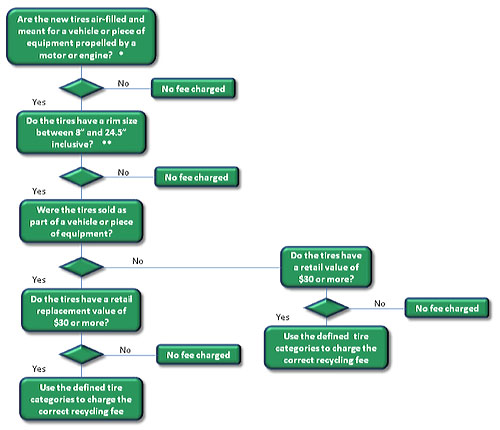 Are the new tires air-filled and
meant for a vehicle or piece of
equipment propelled by a
motor or engine? *
No
No fee charged
Yes
Do the tires have a rim size
between 8" and 24.5"
inclusive? **
No
No fee charged
Yes
Were the tires sold as
part of a vehicle or piece
of equipment?
No
Do the tires have
a retail value of
$30 or more?
Yes
Do the tires have a retail
replacement value of
$30 or more?
No
No fee charged
Yes
Use the defined tire
categories to charge the
correct recycling fee
No
No fee charged
Yes
Use the defined tire
categories to charge the
correct recycling fee